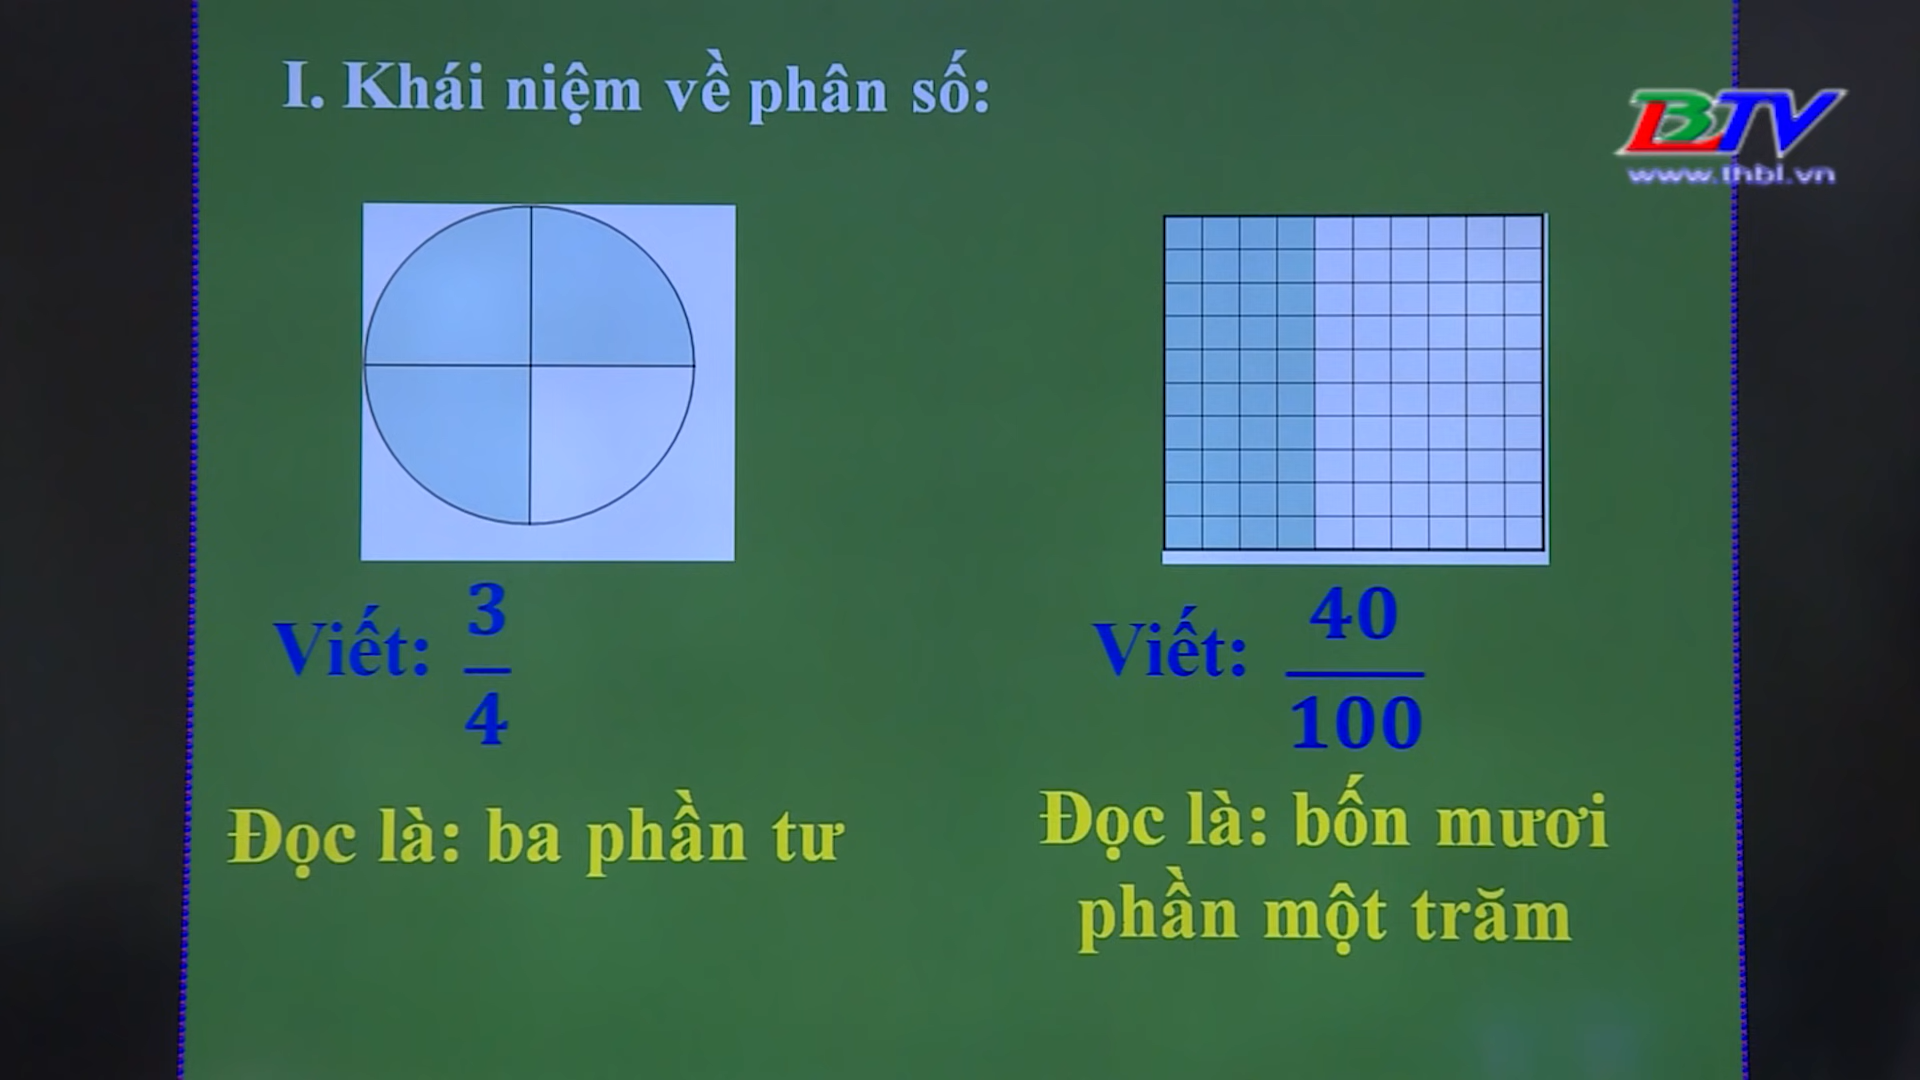 I. Khái niệm về phân số:
BTV
www.thbl.vn
Viết: 3/4
Đọc là: ba phần tư
Viết: 40/100
Đọc là: bốn mươi
phần một trăm